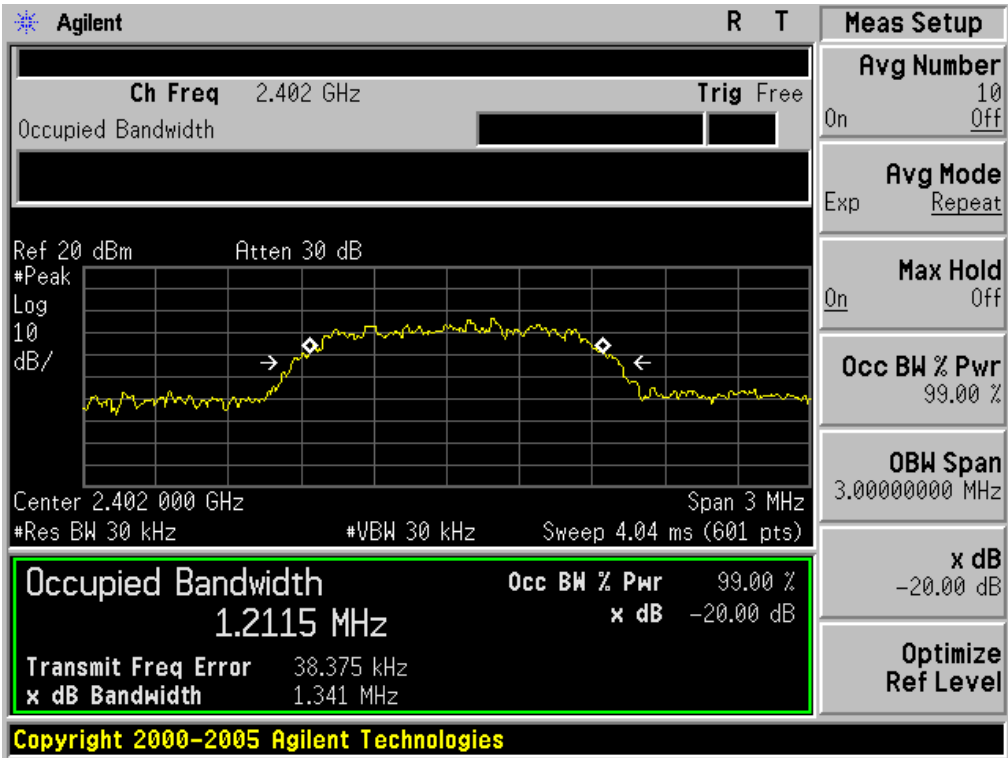 Agilent R T Meas Setup
Ch Freq 2.402 GHz Trig Free
Occupied Bandwidth
Ref 20 dBm Atten 30 dB
#Peak
Log
10
dB/
Center 2.402 000 GHz Span 3 MHz
#Res BW 30 kHz #VBW 30 kHz Sweep 4.04 ms (601 pts)
Occupied Bandwidth Occ BW % Pwr 99.00 %
1.2115 MHz x dB -20.00 dB
Transmit Freq Error 38.375 kHz
x dB Bandwidth 1.341 MHz
Avg Number
10
On Off
Avg Mode
Exp Repeat
Max Hold
On Off
Occ BW % Pwr
99.00 %
OBW Span
3.00000000 MHz
x dB
-20.00 dB
Optimize
Ref Level
Copyright 2000-2005 Agilent Technologies